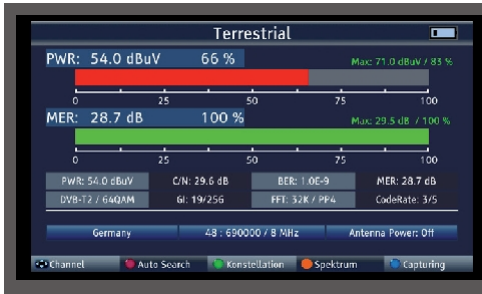 Terrestrial
PWR: 54.0 dBuV 66 % Max: 71.0 dBuV / 83 %
0 25 50 75 100
MER: 28.7 dB 100 % Max: 29.5 dB / 100 %
0 25 50 75 100
PWR: 54.0 dBuV C/N: 29.6 dB BER: 1.0E-9 MER: 28.7 dB
DVB-T2 / 64QAM GI: 19/256 FFT: 32K / PP4 CodeRate: 3/5
Germany 48 : 690000 / 8 MHz Antenna Power: Off
Channel Auto Search Konstellation Spektrum Capturing